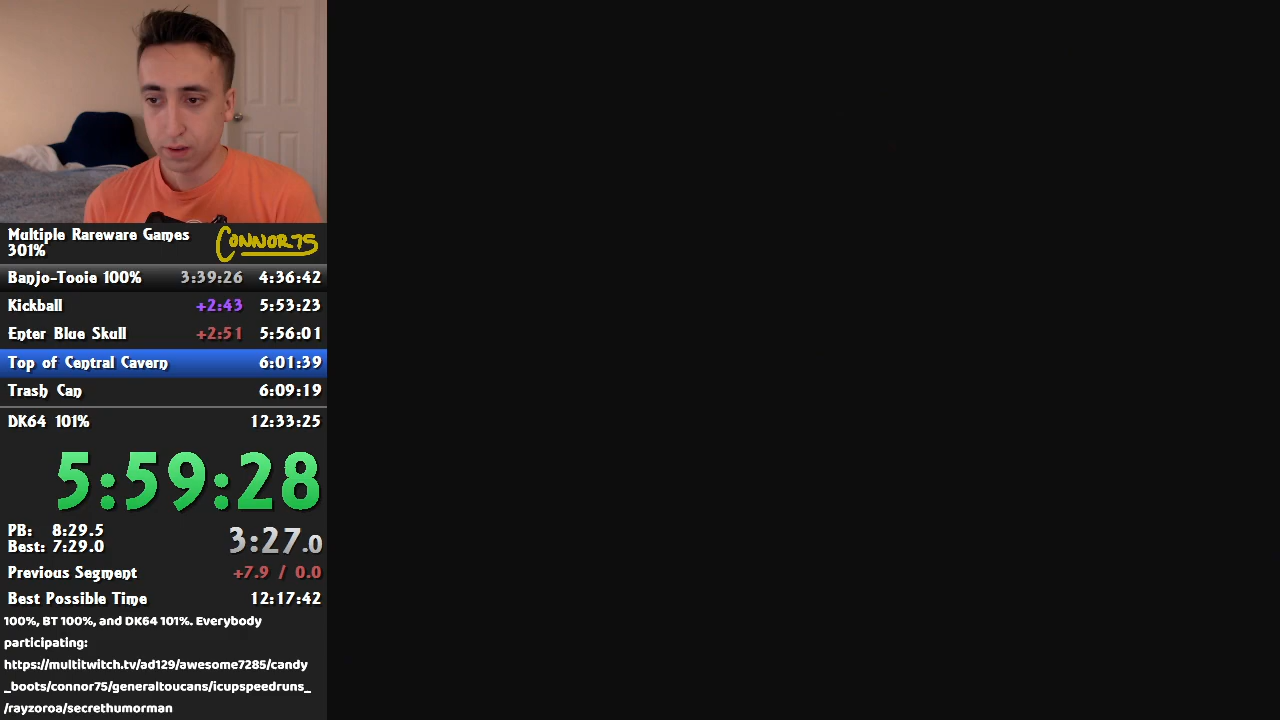 Multiple Rareware Games
301%
CONNOR75
Banjo-Tooie 100% 3:39:26 4:36:42
Kickball +2:43 5:53:23
Enter Blue Skull +2:51 5:56:01
Top of Central Cavern 6:01:39
Trash Can 6:09:19
DK64 101% 12:33:25
5:59:28
PB: 8:29.5
Best: 7:29.0
3:27.0
Previous Segment +7.9 / 0.0
Best Possible Time 12:17:42
100%, BT 100%, and DK64 101%. Everybody
participating:
https://multitwitch.tv/ad129/awesome7285/candy
_boots/connor75/generaltoucans/icupspeedruns_
/rayzoroa/secrethumorman